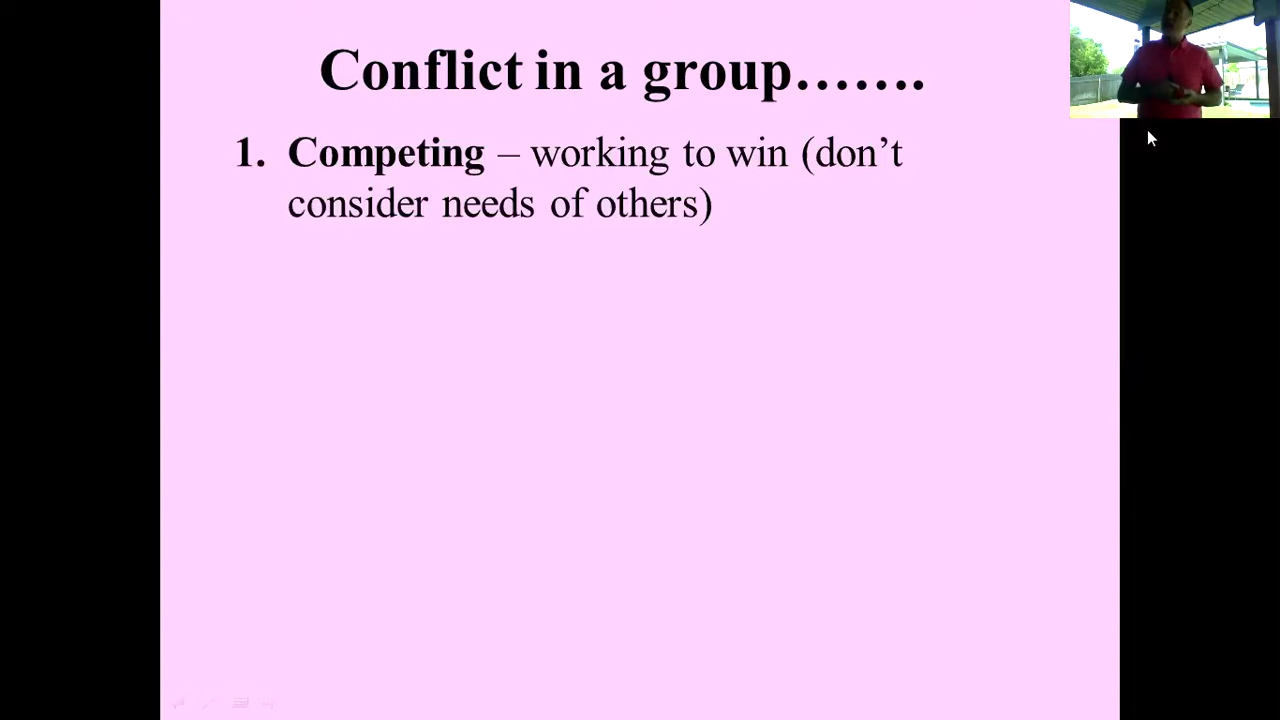 Conflict in a group…….
1. Competing – working to win (don’t
consider needs of others)